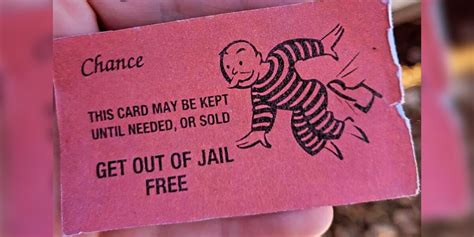 Chance
THIS CARD MAY BE KEPT
UNTIL NEEDED, OR SOLD
GET OUT OF JAIL
FREE